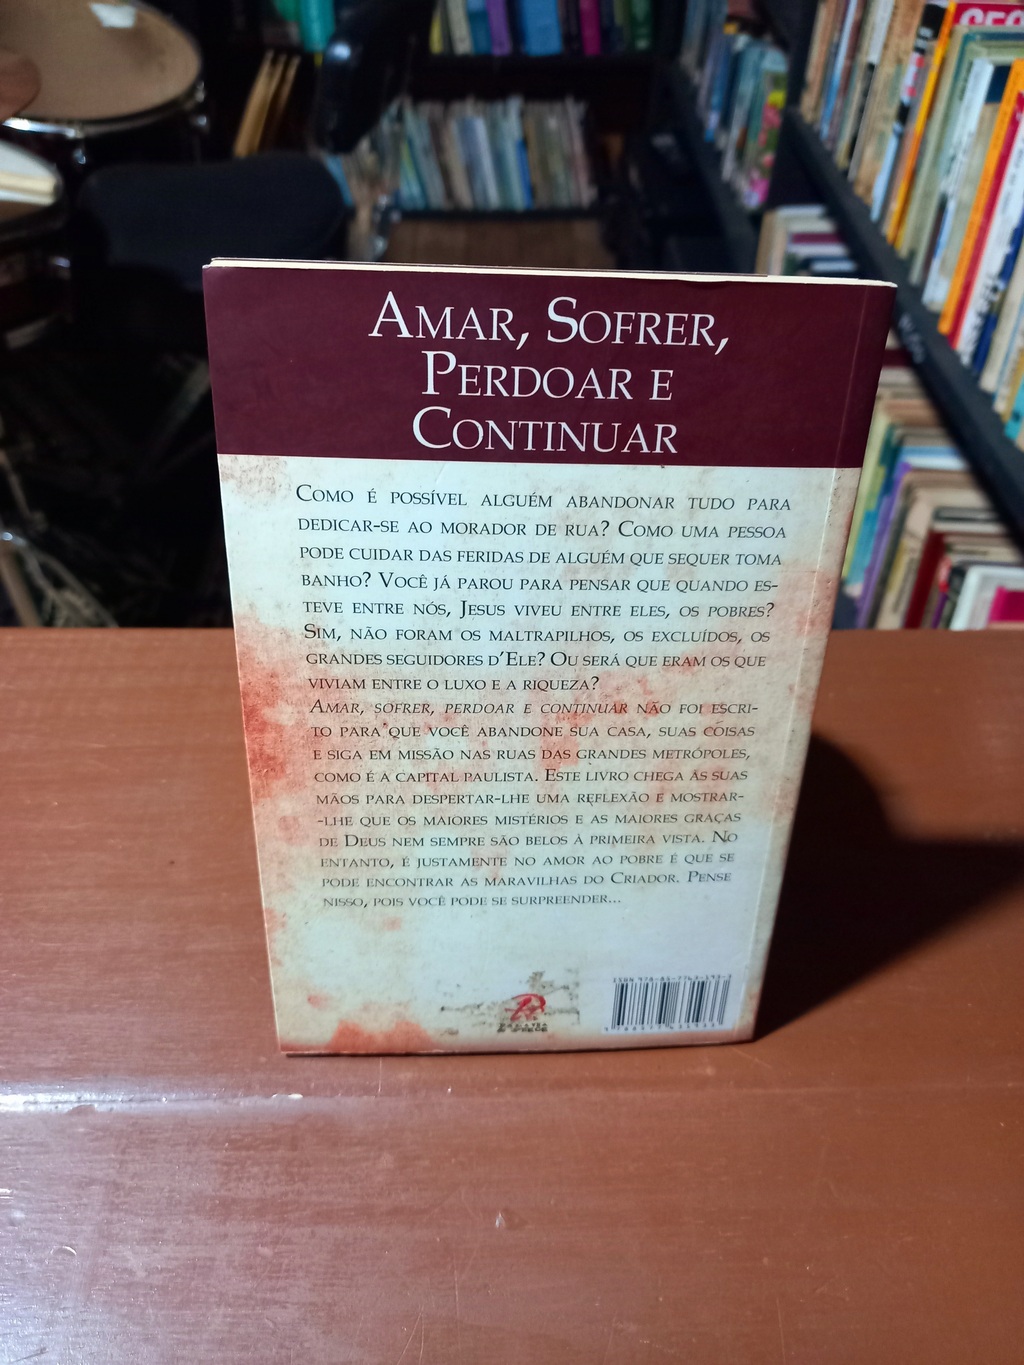 AMAR, SOFRER,
PERDOAR E
CONTINUAR
COMO É POSSÍVEL ALGUÉM ABANDONAR TUDO PARA
DEDICAR-SE AO MORADOR DE RUA? COMO UMA PESSOA
PODE CUIDAR DAS FERIDAS DE ALGUÉM QUE SEQUER TOMA
BANHO? VOCÊ JÁ PAROU PARA PENSAR QUE QUANDO ES-
TEVE ENTRE NÓS, JESUS VIVEU ENTRE ELES, OS POBRES?
SIM, NÃO FORAM OS MALTRAPILHOS, OS EXCLUÍDOS, OS
GRANDES SEGUIDORES D'ELE? OU SERÁ QUE ERAM OS QUE
VIVIAM ENTRE O LUXO E A RIQUEZA?
AMAR, SOFRER, PERDOAR E CONTINUAR NÃO FOI ESCRI-
TO PARA QUE VOCÊ ABANDONE SUA CASA, SUAS COISAS
E SIGA EM MISSÃO NAS RUAS DAS GRANDES METRÓPOLES,
COMO É A CAPITAL PAULISTA. ESTE LIVRO CHEGA ÀS SUAS
MÃOS PARA DESPERTAR-LHE UMA REFLEXÃO E MOSTRAR-
-LHE QUE OS MAIORES MISTÉRIOS E AS MAIORES GRAÇAS
DE DEUS NEM SEMPRE SÃO BELOS À PRIMEIRA VISTA. NO
ENTANTO, É JUSTAMENTE NO AMOR AO POBRE É QUE SE
PODE ENCONTRAR AS MARAVILHAS DO CRIADOR. PENSE
NISSO, POIS VOCÊ PODE SE SURPREENDER...
ISBN 978-85-7763-193-3